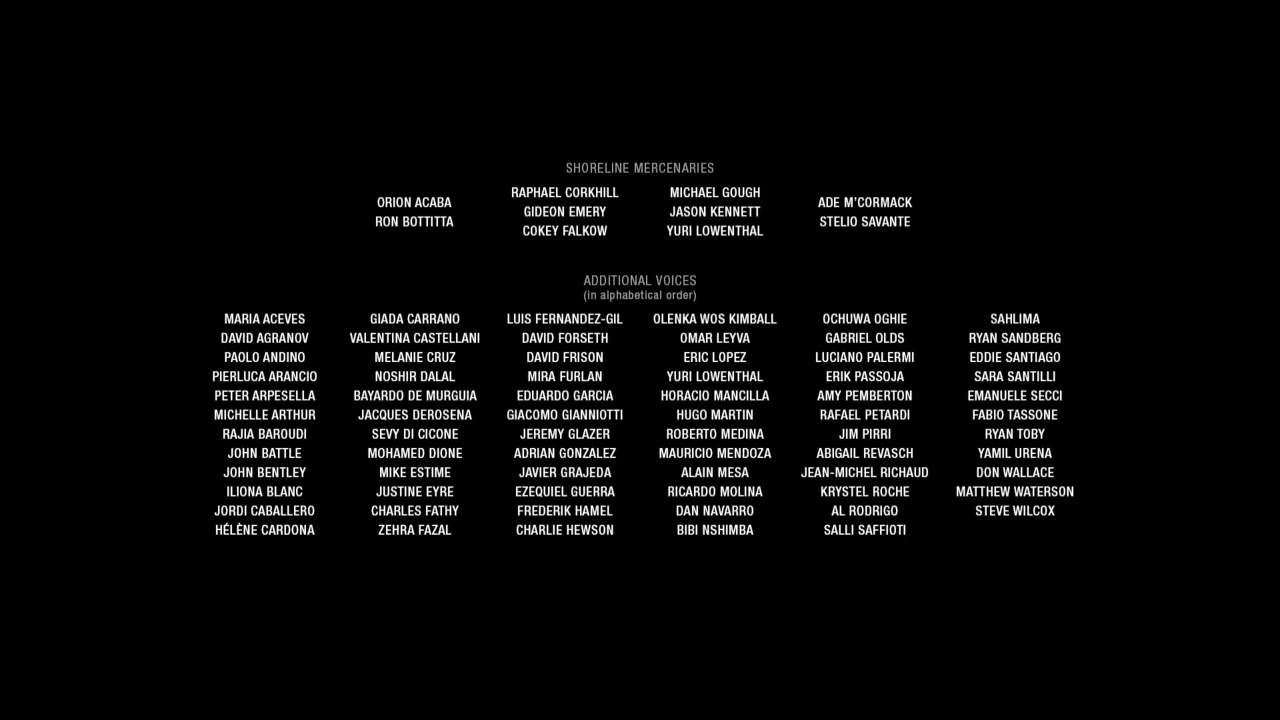 SHORELINE MERCENARIES
ORION ACABA
RON BOTTITTA
RAPHAEL CORKHILL
GIDEON EMERY
COKEY FALKOW
MICHAEL GOUGH
JASON KENNETT
YURI LOWENTHAL
ADE M'CORMACK
STELIO SAVANTE
ADDITIONAL VOICES
(in alphabetical order)
MARIA ACEVES
DAVID AGRANOV
PAOLO ANDINO
PIERLUCA ARANCIO
PETER ARPESELLA
MICHELLE ARTHUR
RAJIA BAROUDI
JOHN BATTLE
JOHN BENTLEY
ILIONA BLANC
JORDI CABALLERO
HÉLÈNE CARDONA
GIADA CARRANO
VALENTINA CASTELLANI
MELANIE CRUZ
NOSHIR DALAL
BAYARDO DE MURGUIA
JACQUES DEROSENA
SEVY DI CICONE
MOHAMED DIONE
MIKE ESTIME
JUSTINE EYRE
CHARLES FATHY
ZEHRA FAZAL
LUIS FERNANDEZ-GIL
DAVID FORSETH
DAVID FRISON
MIRA FURLAN
EDUARDO GARCIA
GIACOMO GIANNIOTTI
JEREMY GLAZER
ADRIAN GONZALEZ
JAVIER GRAJEDA
EZEQUIEL GUERRA
FREDERIK HAMEL
CHARLIE HEWSON
OLENKA WOS KIMBALL
OMAR LEYVA
ERIC LOPEZ
YURI LOWENTHAL
HORACIO MANCILLA
HUGO MARTIN
ROBERTO MEDINA
MAURICIO MENDOZA
ALAIN MESA
RICARDO MOLINA
DAN NAVARRO
BIBI NSHIMBA
OCHUWA OGHIE
GABRIEL OLDS
LUCIANO PALERMI
ERIK PASSOJA
AMY PEMBERTON
RAFAEL PETARDI
JIM PIRRI
ABIGAIL REVASCH
JEAN-MICHEL RICHAUD
KRYSTEL ROCHE
AL RODRIGO
SALLI SAFFIOTI
SAHLIMA
RYAN SANDBERG
EDDIE SANTIAGO
SARA SANTILLI
EMANUELE SECCI
FABIO TASSONE
RYAN TOBY
YAMIL URENA
DON WALLACE
MATTHEW WATERSON
STEVE WILCOX